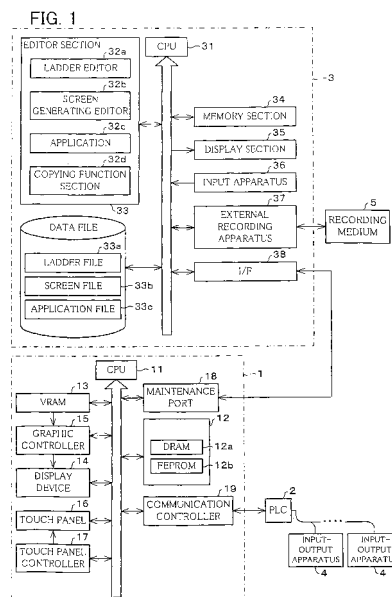 FIG. 1
EDITOR SECTION
32a
LADDER EDITOR
32b
SCREEN
GENERATING EDITOR
32c
APPLICATION
32d
COPYING FUNCTION
SECTION
33
DATA FILE
33a
LADDER FILE
SCREEN FILE
33b
APPLICATION FILE
33c
CPU
31
3
34
MEMORY SECTION
35
DISPLAY SECTION
36
INPUT APPARATUS
37
EXTERNAL
RECORDING
APPARATUS
38
I/F
5
RECORDING
MEDIUM
CPU
11
1
13
VRAM
15
GRAPHIC
CONTROLLER
14
DISPLAY
DEVICE
16
TOUCH PANEL
17
TOUCH PANEL
CONTROLLER
18
MAINTENANCE
PORT
12
DRAM
12a
FEPROM
12b
19
COMMUNICATION
CONTROLLER
2
PLC
INPUT-
OUTPUT
APPARATUS
4
INPUT-
OUTPUT
APPARATUS
4